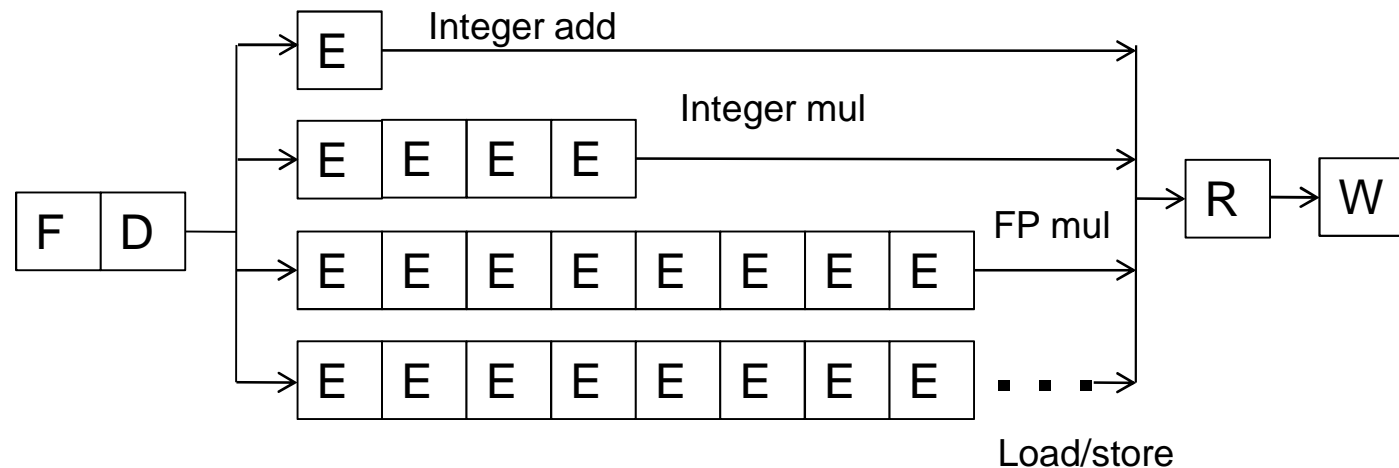 E Integer add
E E E E Integer mul
F D R W
E E E E E E E E FP mul
E E E E E E E E . . .
Load/store